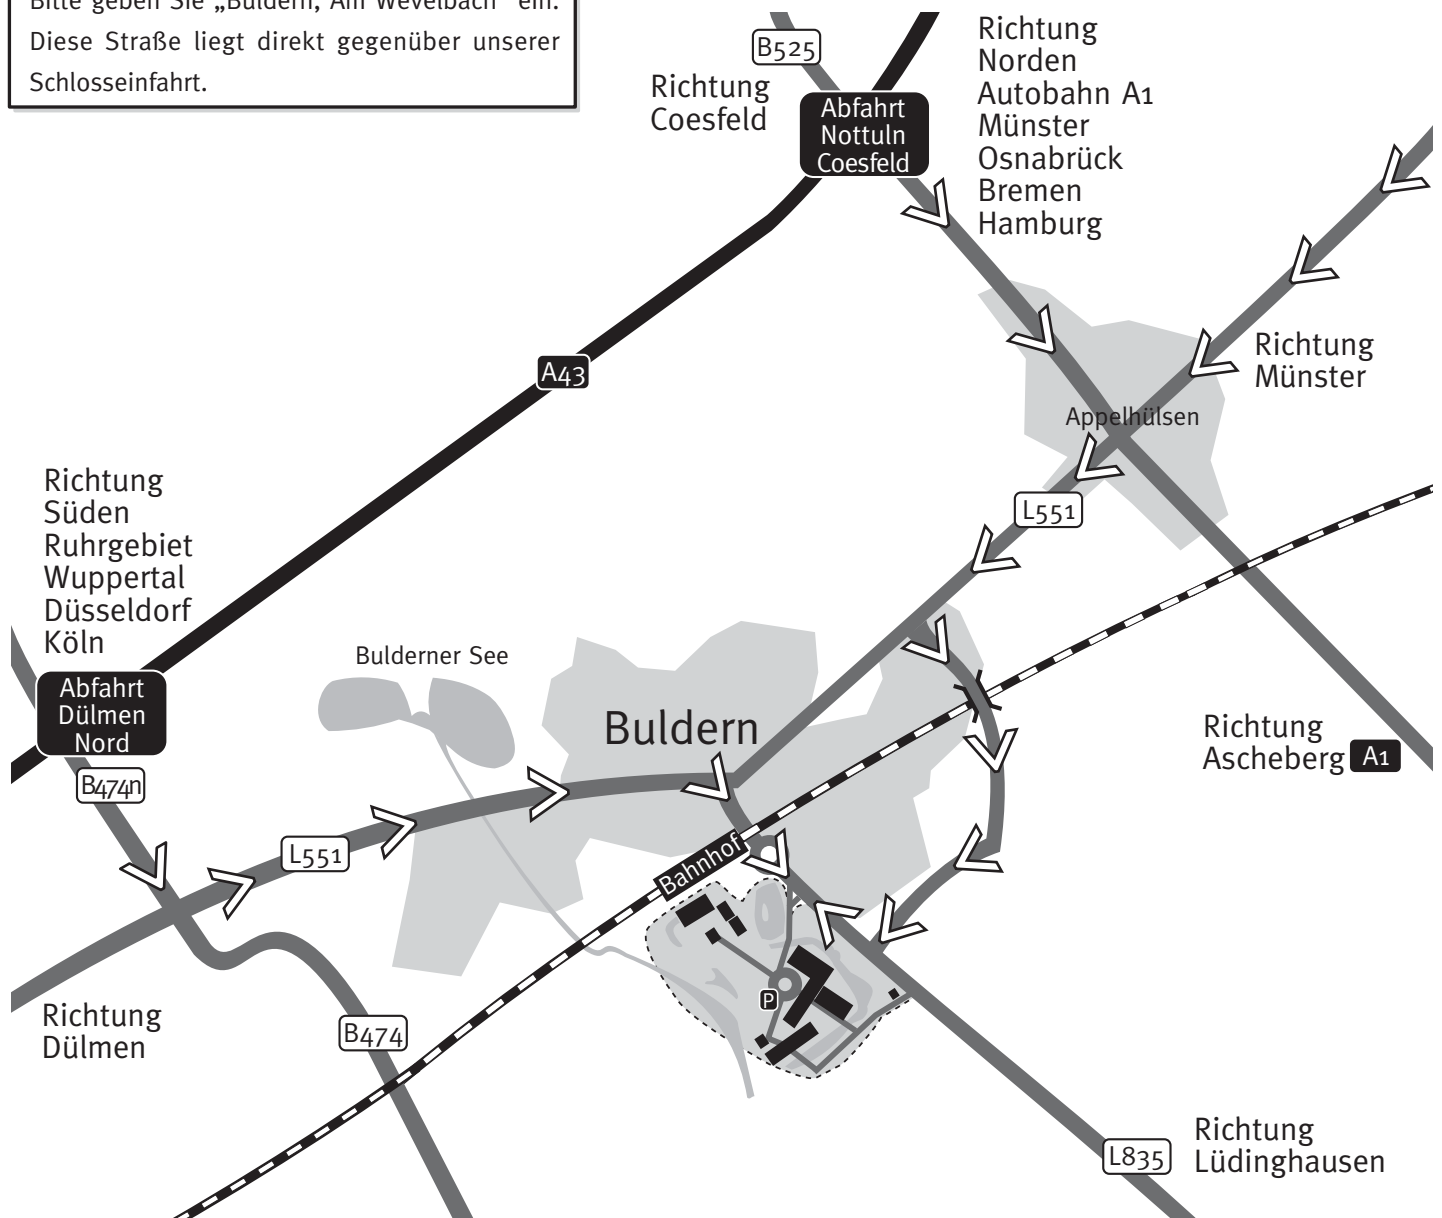 Bitte geben Sie „Buldern, Am Wevelbach“ ein.
Diese Straße liegt direkt gegenüber unserer
Schlosseinfahrt.
B525
Richtung
Coesfeld
Abfahrt
Nottuln
Coesfeld
Richtung
Norden
Autobahn A1
Münster
Osnabrück
Bremen
Hamburg
Richtung
Münster
A43
Appelhülsen
L551
Richtung
Süden
Ruhrgebiet
Wuppertal
Düsseldorf
Köln
Abfahrt
Dülmen
Nord
B474n
Bulderner See
Buldern
Richtung
Ascheberg A1
L551
Bahnhof
P
Richtung
Dülmen
B474
L835
Richtung
Lüdinghausen